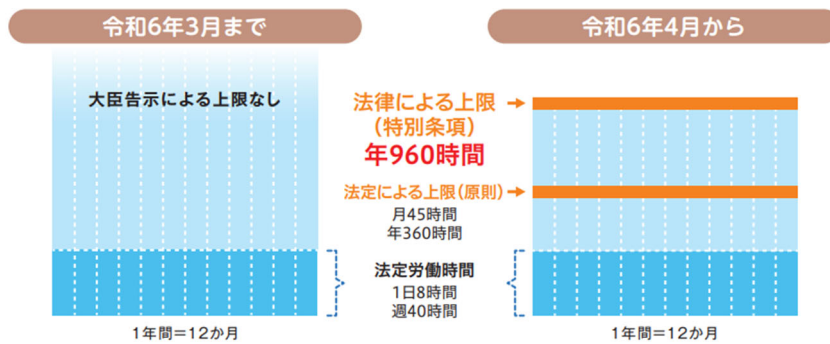 令和6年3月まで
令和6年4月から
大臣告示による上限なし
法律による上限
(特別条項)
年960時間
法定による上限(原則)
月45時間
年360時間
法定労働時間
1日8時間
週40時間
1年間=12か月
1年間=12か月